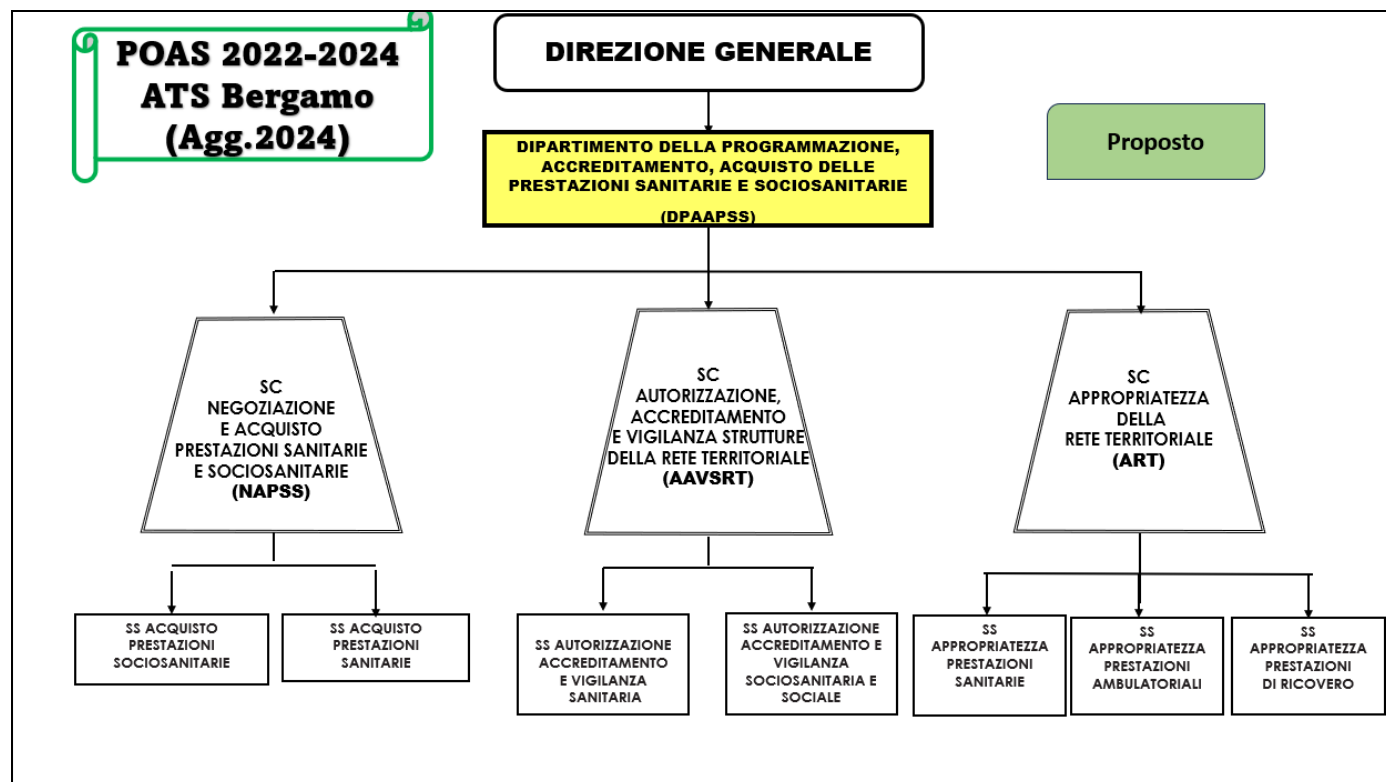 POAS 2022-2024
ATS Bergamo
(Agg.2024)
DIREZIONE GENERALE
Proposto
DIPARTIMENTO DELLA PROGRAMMAZIONE,
ACCREDITAMENTO, ACQUISTO DELLE
PRESTAZIONI SANITARIE E SOCIOSANITARIE
(DPAAPSS)
SC
NEGOZIAZIONE
E ACQUISTO
PRESTAZIONI SANITARIE
E SOCIOSANITARIE
(NAPSS)
SC
AUTORIZZAZIONE,
ACCREDITAMENTO
E VIGILANZA STRUTTURE
DELLA RETE TERRITORIALE
(AAVSRT)
SC
APPROPRIATEZZA
DELLA
RETE TERRITORIALE
(ART)
SS ACQUISTO
PRESTAZIONI
SOCIOSANITARIE
SS ACQUISTO
PRESTAZIONI
SANITARIE
SS AUTORIZZAZIONE
ACCREDITAMENTO
E VIGILANZA
SANITARIA
SS AUTORIZZAZIONE
ACCREDITAMENTO E
VIGILANZA
SOCIOSANITARIA E
SOCIALE
SS
APPROPRIATEZZA
PRESTAZIONI
SANITARIE
SS
APPROPRIATEZZA
PRESTAZIONI
AMBULATORIALI
SS
APPROPRIATEZZA
PRESTAZIONI
DI RICOVERO